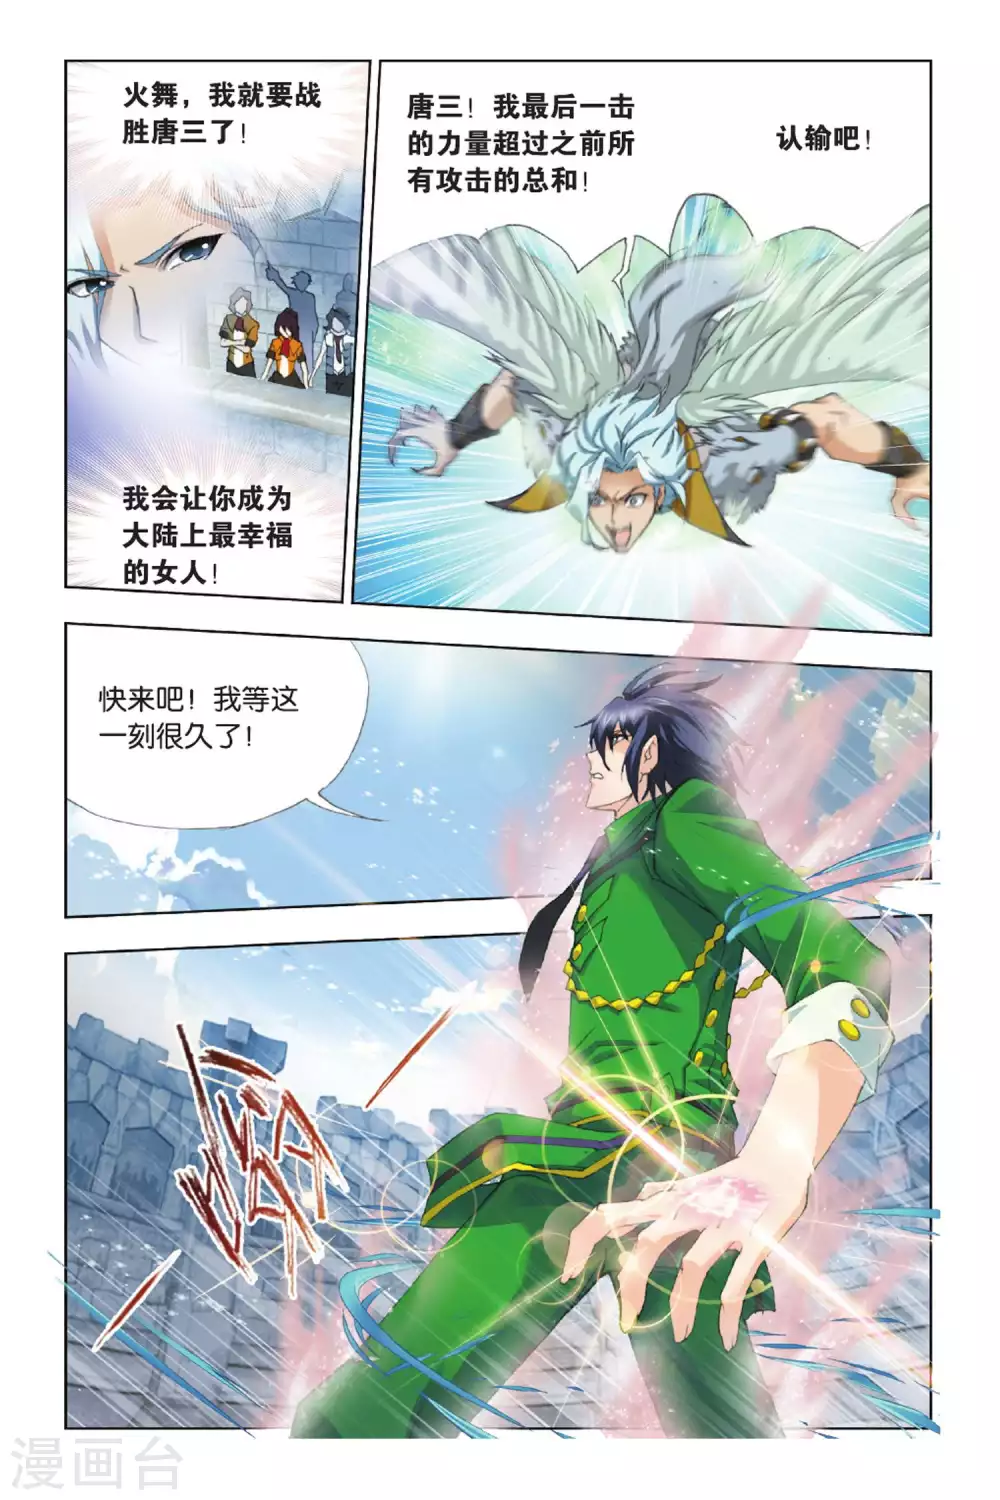 火舞，我就要战
胜唐三了！
我会让你成为
大陆上最幸福
的女人！
唐三！我最后一击
的力量超过之前所
有攻击的总和！
认输吧！
快来吧！我等这
一刻很久了！
漫画台